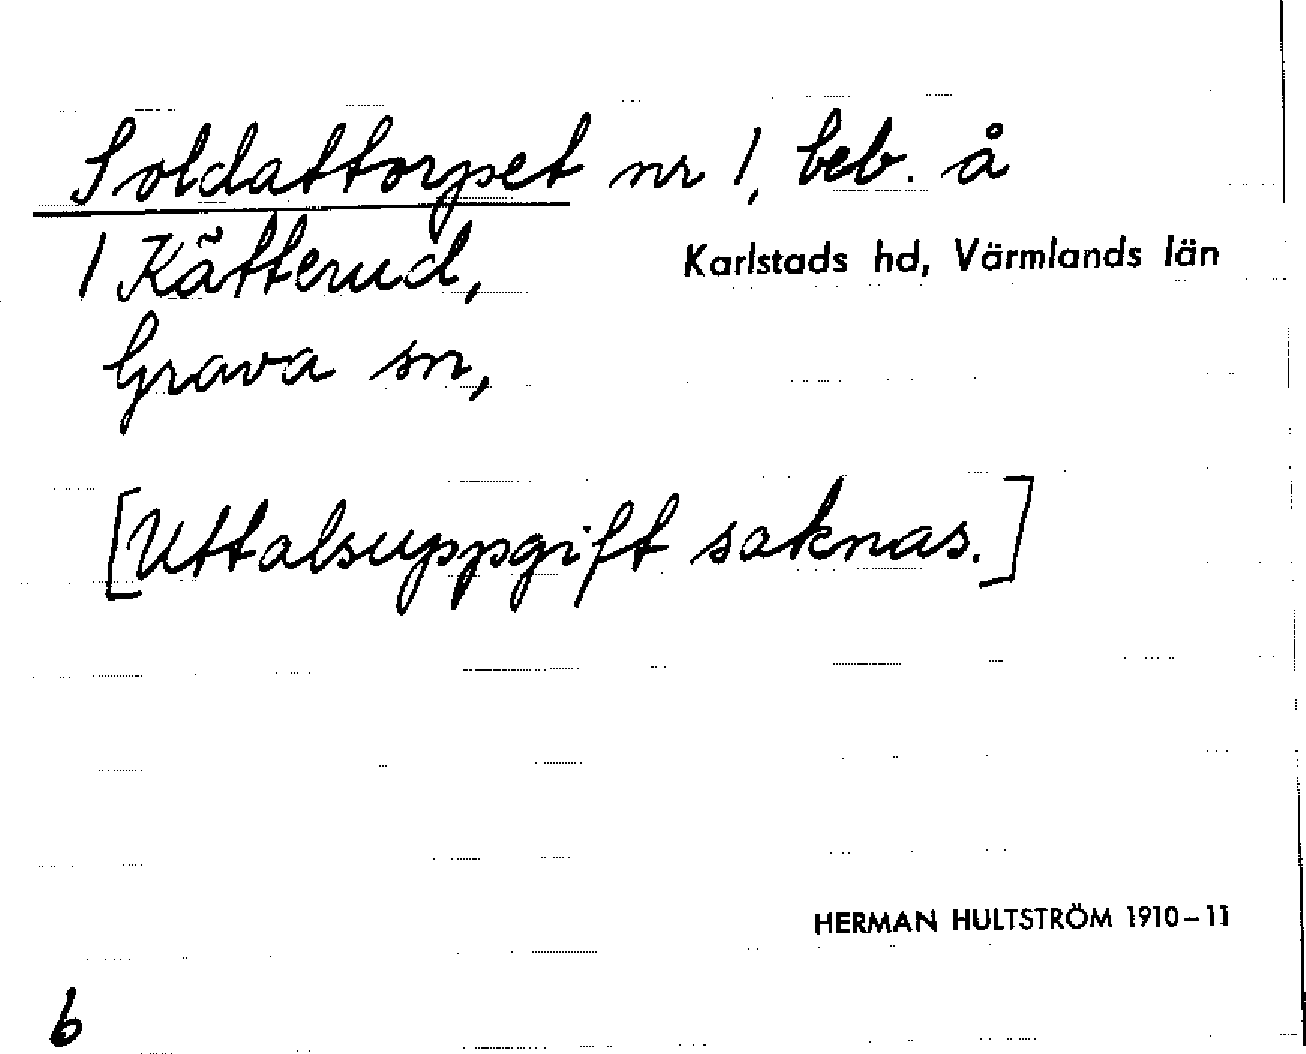 Soldattorpet nr 1, beb. å
1 Kätterud,
Karlstads hd, Värmlands län
Grava sn,
[Uttalsuppgift saknas.]
HERMAN HULTSTRÖM 1910-11
6